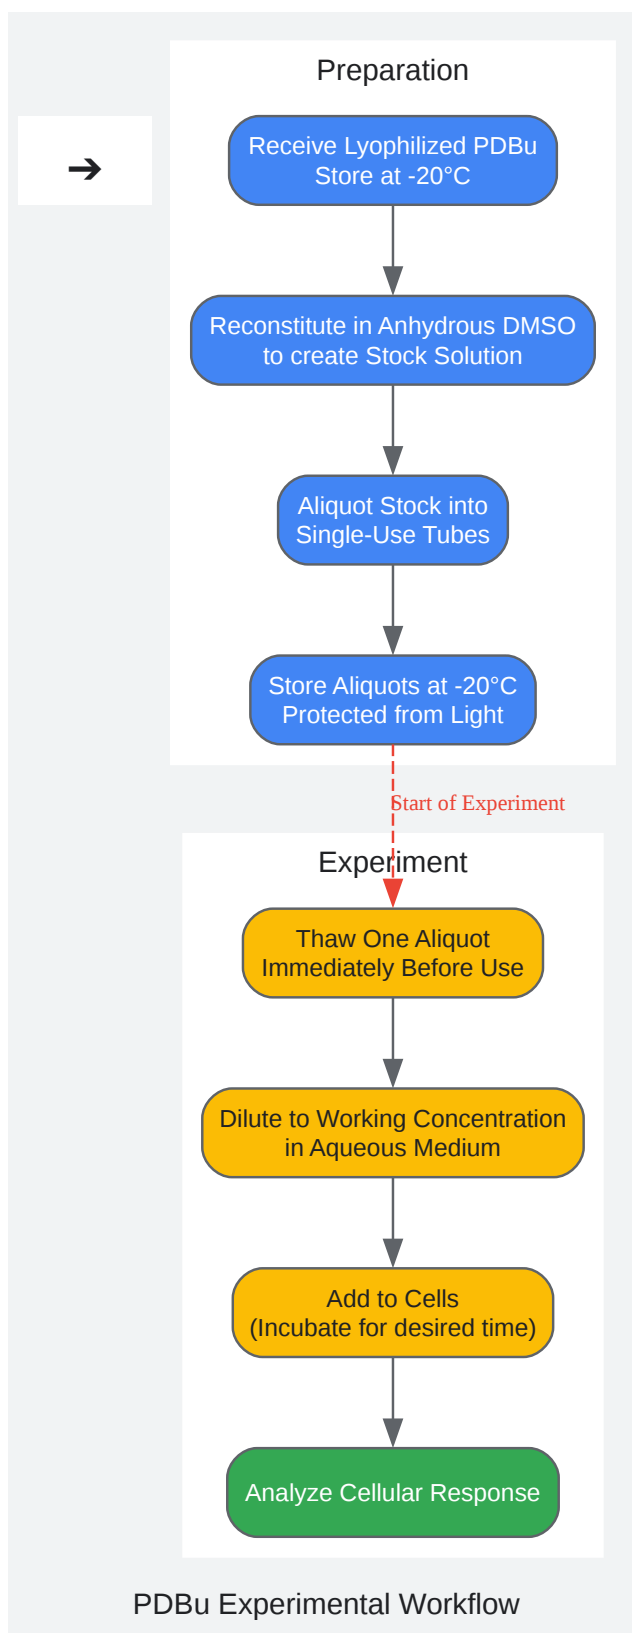 Preparation
➔
Receive Lyophilized PDBu
Store at -20°C
Reconstitute in Anhydrous DMSO
to create Stock Solution
Aliquot Stock into
Single-Use Tubes
Store Aliquots at -20°C
Protected from Light
Start of Experiment
Experiment
Thaw One Aliquot
Immediately Before Use
Dilute to Working Concentration
in Aqueous Medium
Add to Cells
(Incubate for desired time)
Analyze Cellular Response
PDBu Experimental Workflow